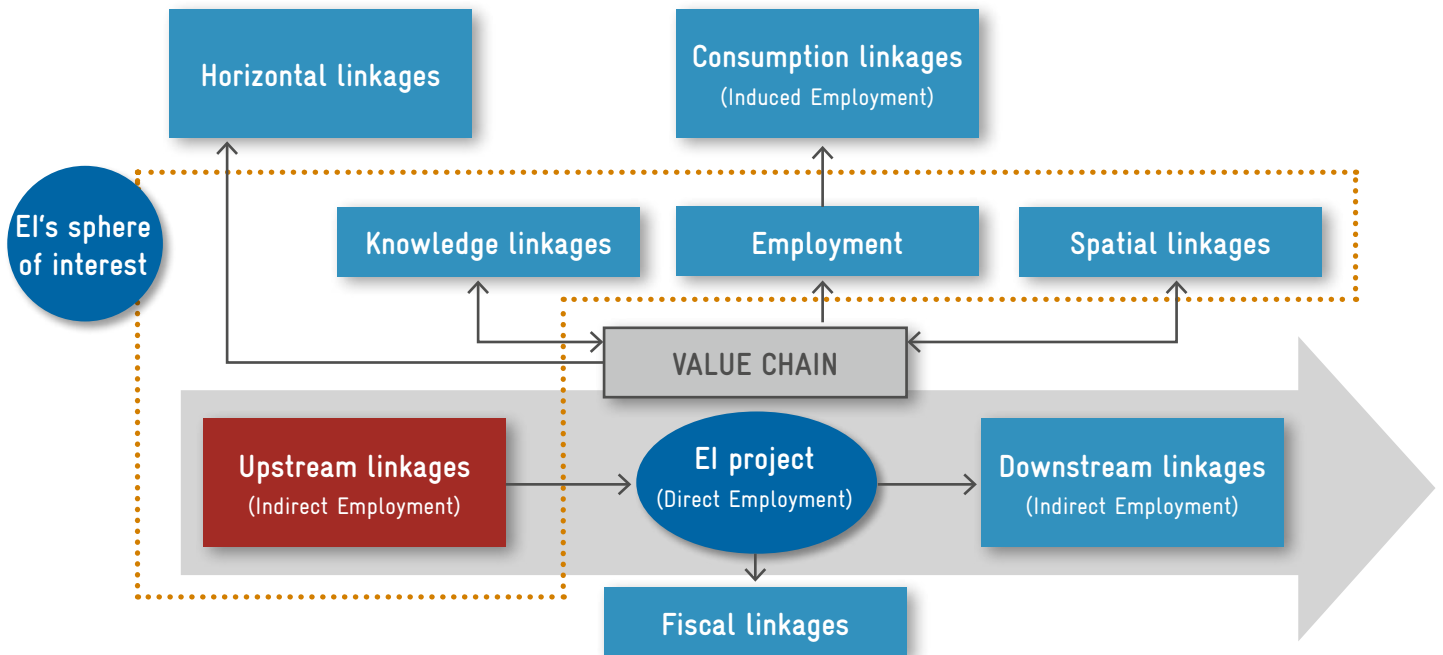 Horizontal linkages
Consumption linkages
(Induced Employment)
EI‘s sphere
of interest
Knowledge linkages
Employment
Spatial linkages
VALUE CHAIN
Upstream linkages
(Indirect Employment)
EI project
(Direct Employment)
Downstream linkages
(Indirect Employment)
Fiscal linkages